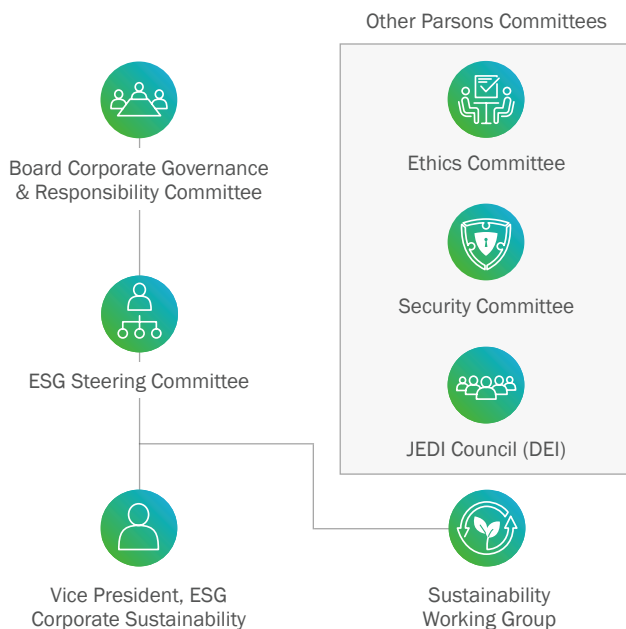 Other Parsons Committees
Board Corporate Governance
& Responsibility Committee
ESG Steering Committee
Vice President, ESG
Corporate Sustainability
Ethics Committee
Security Committee
JEDI Council (DEI)
Sustainability
Working Group